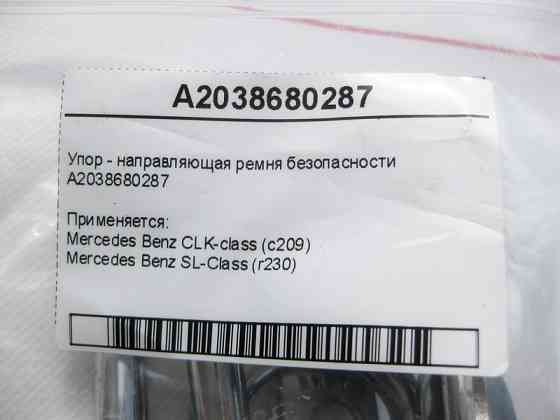 A2038680287
Упор - направляющая ремня безопасности
A2038680287
Применяется:
Mercedes Benz CLK-class (c209)
Mercedes Benz SL-Class (r230)